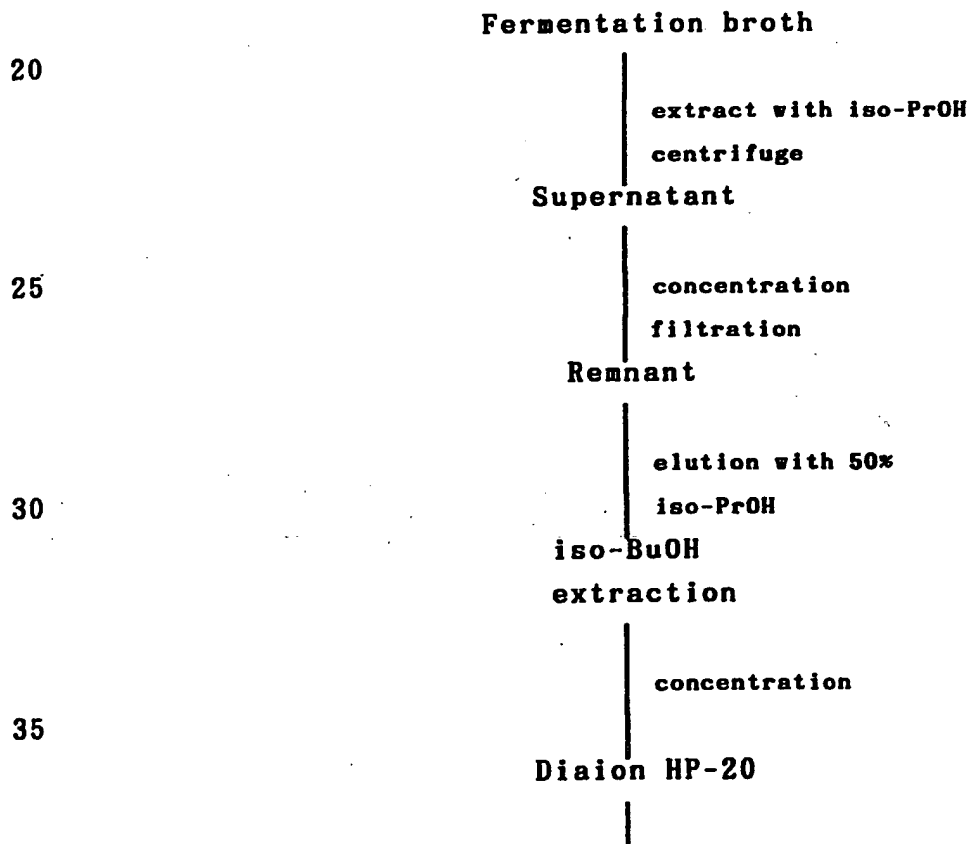 Fermentation broth
20
extract with iso-PrOH
centrifuge
Supernatant
25
concentration
filtration
Remnant
elution with 50%
30
iso-PrOH
iso-BuOH
extraction
concentration
35
Diaion HP-20